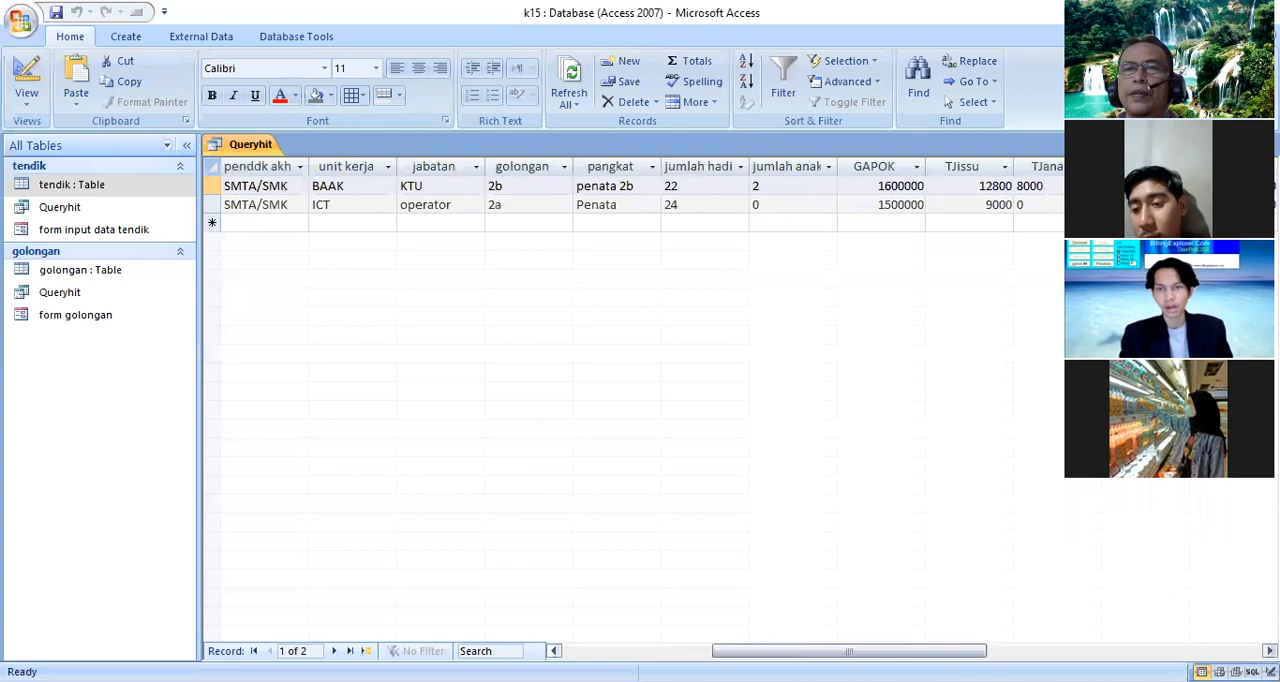 k15 : Database (Access 2007) - Microsoft Access
Home Create External Data Database Tools
View
Views
Paste
Cut
Copy
Format Painter
Clipboard
Calibri 11
B I U A
Font
Rich Text
Refresh All
New
Save
Delete
Totals
Spelling
More
Records
Filter
Selection
Advanced
Toggle Filter
Sort & Filter
Find
Replace
Go To
Select
Find
All Tables
tendik
tendik : Table
Queryhit
form input data tendik
golongan
golongan : Table
Queryhit
form golongan
Queryhit
penddk akh unit kerja jabatan golongan pangkat jumlah hadi jumlah anak GAPOK TJissu TJana
SMTA/SMK BAAK KTU 2b penata 2b 22 2 1600000 12800 8000
SMTA/SMK ICT operator 2a Penata 24 0 1500000 9000 0
*
Record: 1 of 2 No Filter Search
Ready
SQL
BillingExplorer.Com